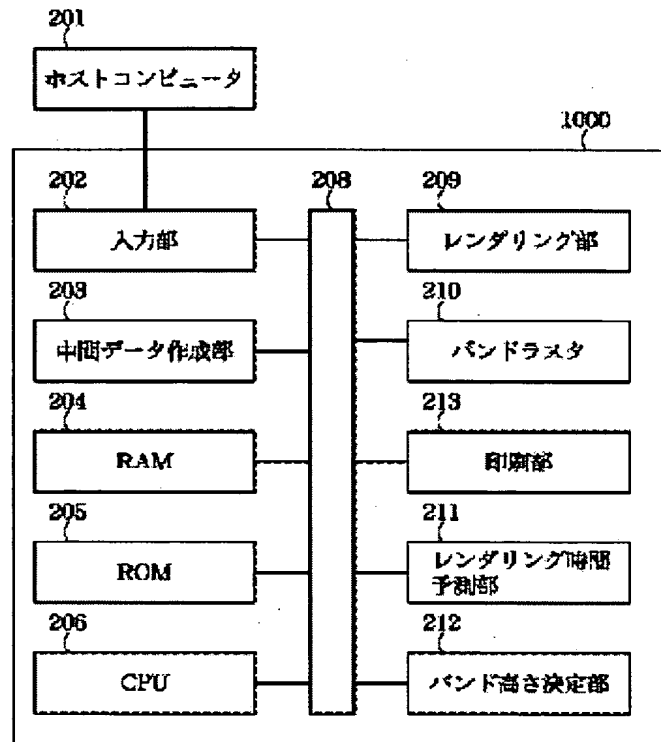 201
ホストコンピュータ
1000
202
入力部
203
中間データ作成部
204
RAM
205
ROM
206
CPU
208
209
レンダリング部
210
バンドラスタ
213
印刷部
211
レンダリング時間
予測部
212
バンド高さ決定部